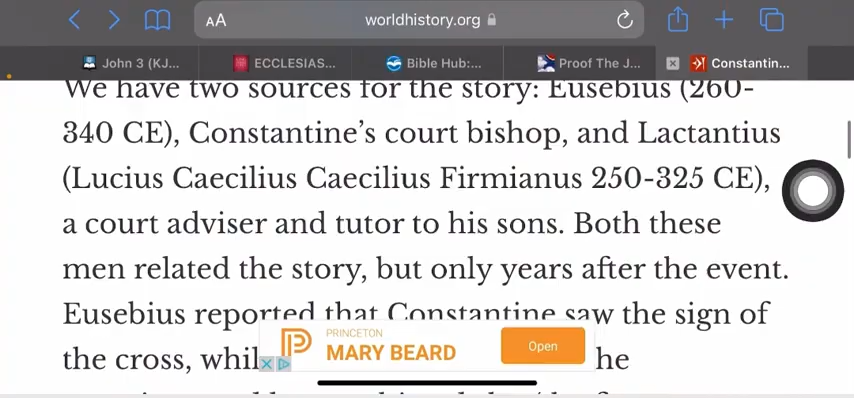 AA
worldhistory.org
John 3 (KJ...
ECCLESIAS...
Bible Hub:...
Proof The J...
Constantin...
We have two sources for the story: Eusebius (260-
340 CE), Constantine's court bishop, and Lactantius
(Lucius Caecilius Caecilius Firmianus 250-325 CE),
a court adviser and tutor to his sons. Both these
men related the story, but only years after the event.
Eusebius reported that Constantine saw the sign of
the cross, he
PRINCETON
MARY BEARD
Open